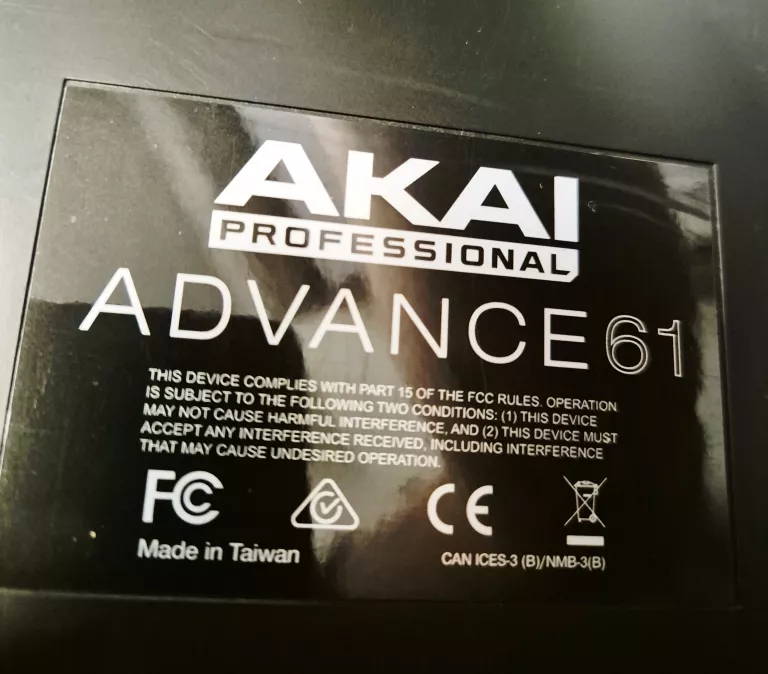 AKAI
PROFESSIONAL
ADVANCE61
THIS DEVICE COMPLIES WITH PART 15 OF THE FCC RULES. OPERATION
IS SUBJECT TO THE FOLLOWING TWO CONDITIONS: (1) THIS DEVICE
MAY NOT CAUSE HARMFUL INTERFERENCE, AND (2) THIS DEVICE MUST
ACCEPT ANY INTERFERENCE RECEIVED, INCLUDING INTERFERENCE
THAT MAY CAUSE UNDESIRED OPERATION.
FC CE
Made in Taiwan CAN ICES-3 (B)/NMB-3(B)